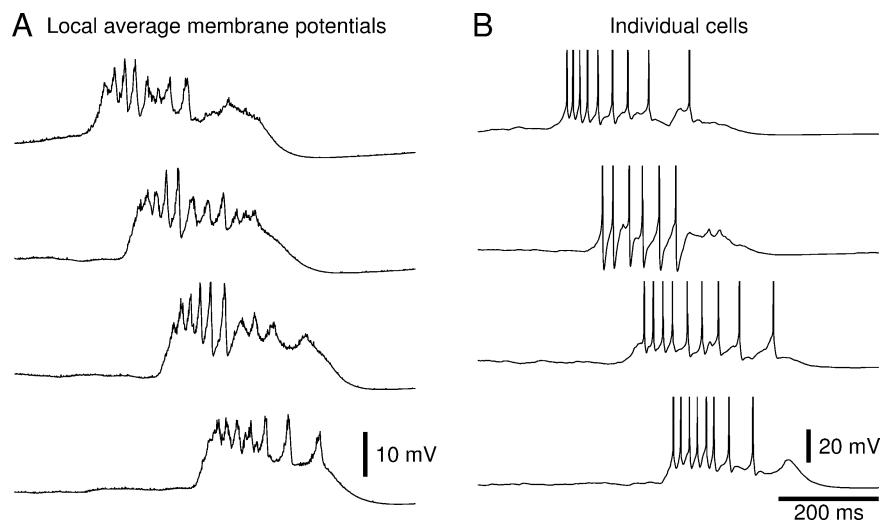 A Local average membrane potentials
B Individual cells
10 mV
20 mV
200 ms